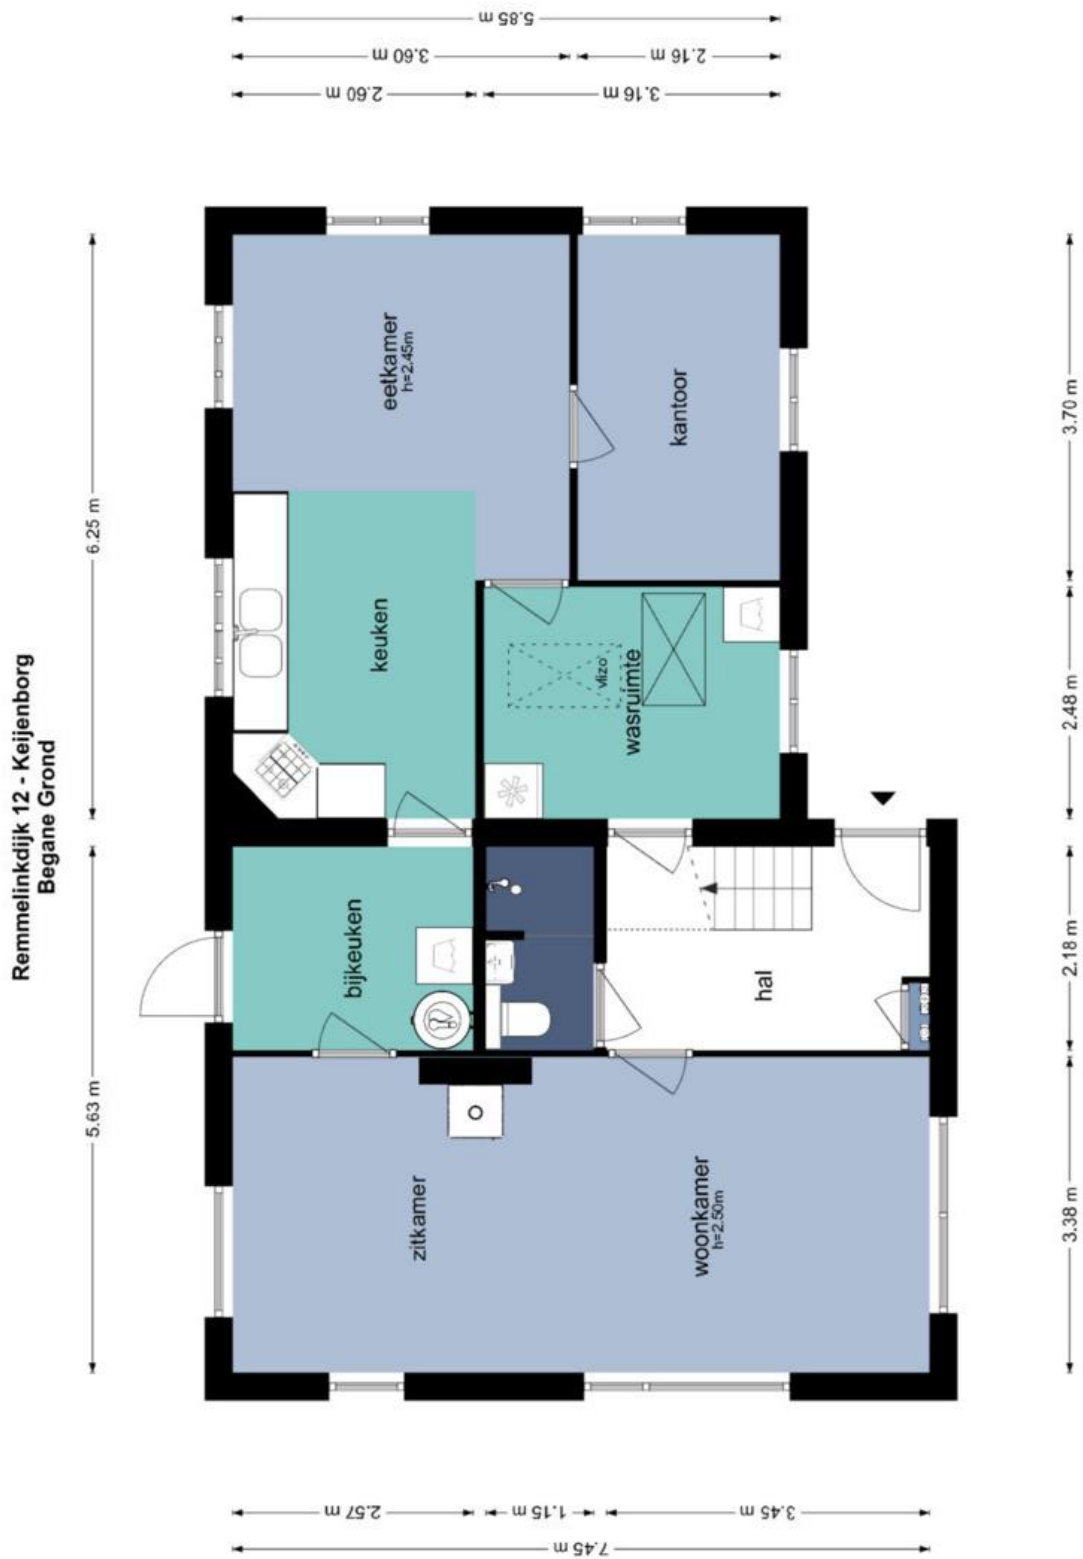 Remmelinkdijk 12 - Keijenborg
Begane Grond
5.85 m
3.60 m
2.16 m
2.60 m
3.16 m
6.25 m
5.63 m
eetkamer
h=2.45m
kantoor
keuken
vlizo
wasruimte
bijkeuken
hal
zitkamer
woonkamer
h=2.50m
3.70 m
2.48 m
2.18 m
3.38 m
2.57 m
1.15 m
3.45 m
7.45 m